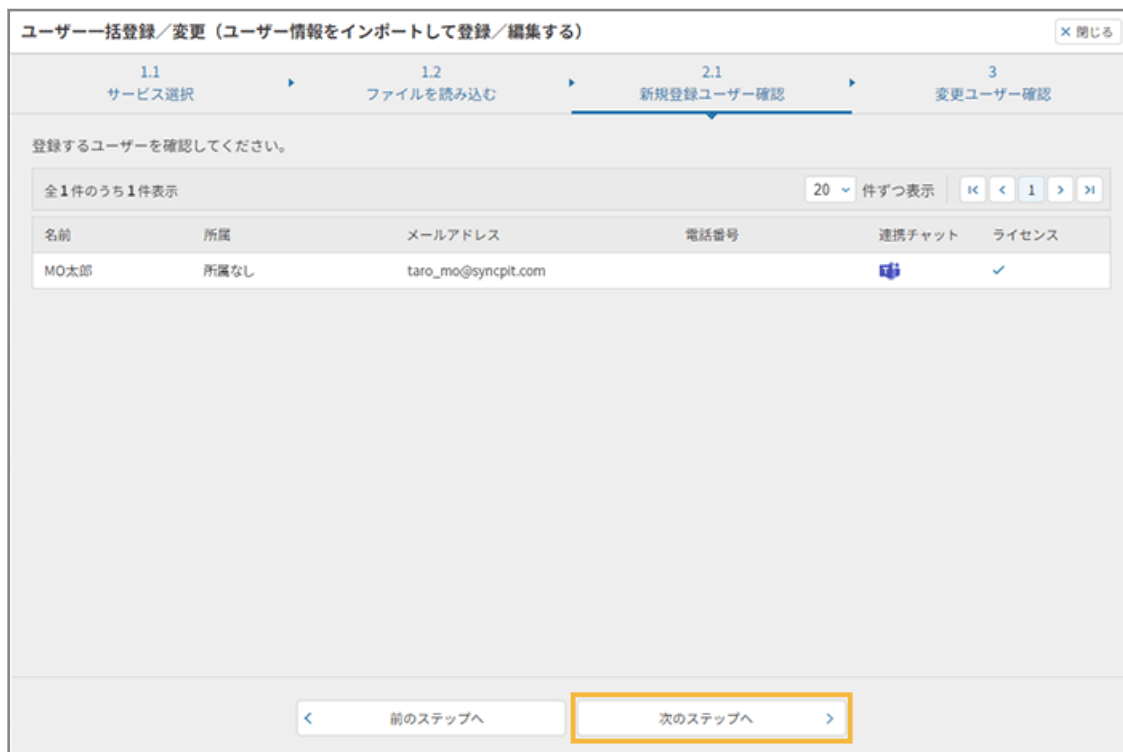 ユーザー一括登録／変更（ユーザー情報をインポートして登録／編集する）
× 閉じる
1.1
サービス選択
1.2
ファイルを読み込む
2.1
新規登録ユーザー確認
3
変更ユーザー確認
登録するユーザーを確認してください。
全1件のうち1件表示
20 件ずつ表示 1
名前 所属 メールアドレス 電話番号 連携チャット ライセンス
MO太郎 所属なし taro_mo@syncpit.com
前のステップへ 次のステップへ